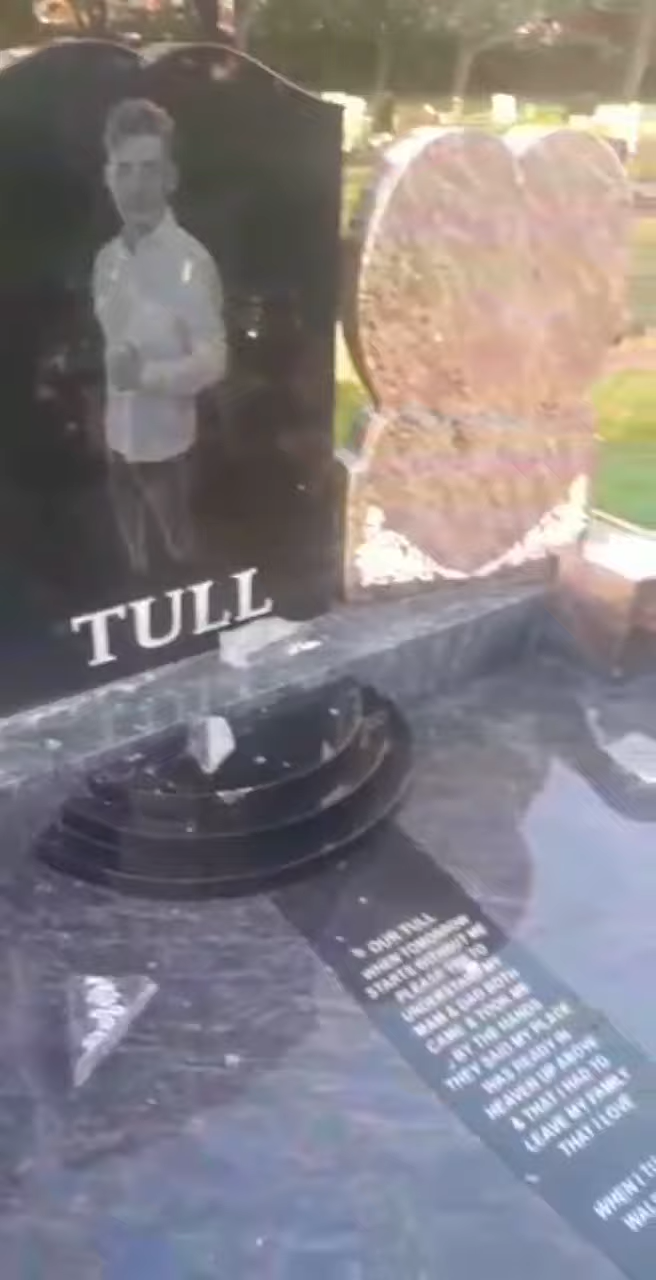 TULL
OUR TULL
WHEN TOMORROW
STARTS WITHOUT ME
PLEASE TRY TO
UNDERSTAND
MAM & DAD BOTH
CAME & TOOK ME
BY THE HANDS
THEY SAID MY PLACE
WAS READY IN
HEAVEN UP ABOVE
& THAT I HAD TO
LEAVE MY FAMILY
THAT I LOVE
WHEN I